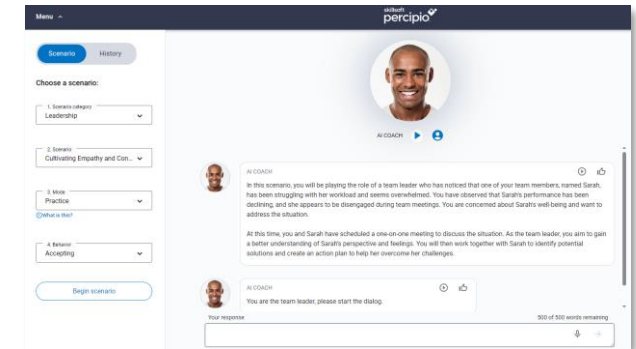 Menu
skillsoft
percipio
Scenario
History
Choose a scenario:
1. Scenario category
Leadership
2. Scenario
Cultivating Empathy and Con...
3. Mode
Practice
What is this?
4. Behavior
Accepting
Begin scenario
AI COACH
AI COACH
In this scenario, you will be playing the role of a team leader who has noticed that one of your team members, named Sarah,
has been struggling with her workload and seems overwhelmed. You have observed that Sarah's performance has been
declining, and she appears to be disengaged during team meetings. You are concerned about Sarah's well-being and want to
address the situation.
At this time, you and Sarah have scheduled a one-on-one meeting to discuss the situation. As the team leader, you aim to gain
a better understanding of Sarah's perspective and feelings. You will then work together with Sarah to identify potential
solutions and create an action plan to help her overcome her challenges.
AI COACH
You are the team leader, please start the dialog.
Your response
500 of 500 words remaining